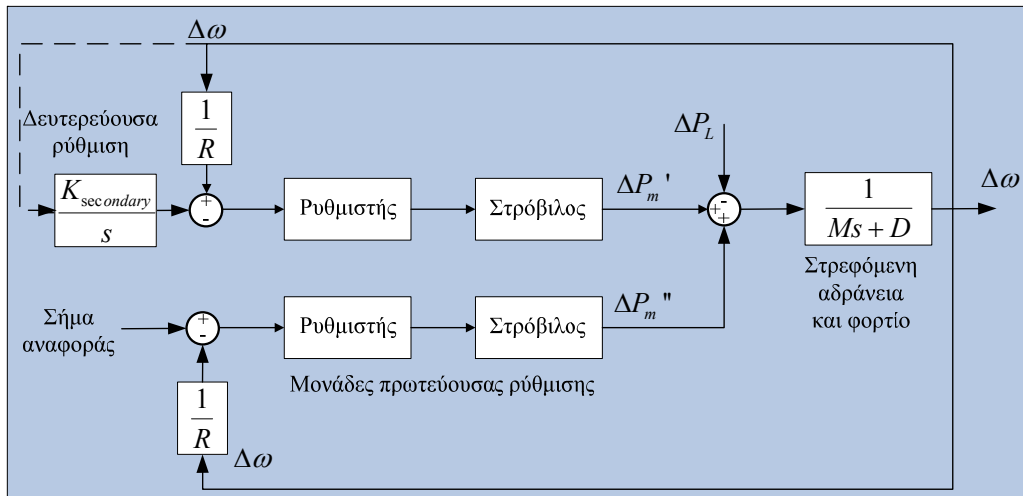 Δω
Δευτερεύουσα
ρύθμιση
1
R
ΔP_L
K_secondary
s
+
-
Ρυθμιστής
Στρόβιλος
ΔP_m'
-
+
+
1
Ms + D
Δω
Στρεφόμενη
αδράνεια
και φορτίο
Σήμα
αναφοράς
+
-
Ρυθμιστής
Στρόβιλος
ΔP_m"
Μονάδες πρωτεύουσας ρύθμισης
1
R
Δω